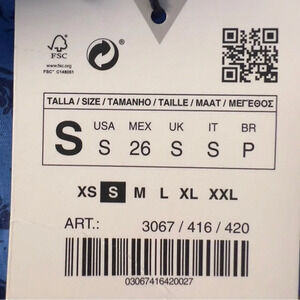 FSC
www.fsc.org
FSC® C148051
TALLA / SIZE / TAMANHO / TAILLE / MAAT / ΜΕΓΕΘΟΣ
S USA MEX UK IT BR
S 26 S S P
XS S M L XL XXL
ART.: 3067 / 416 / 420
03067416420027